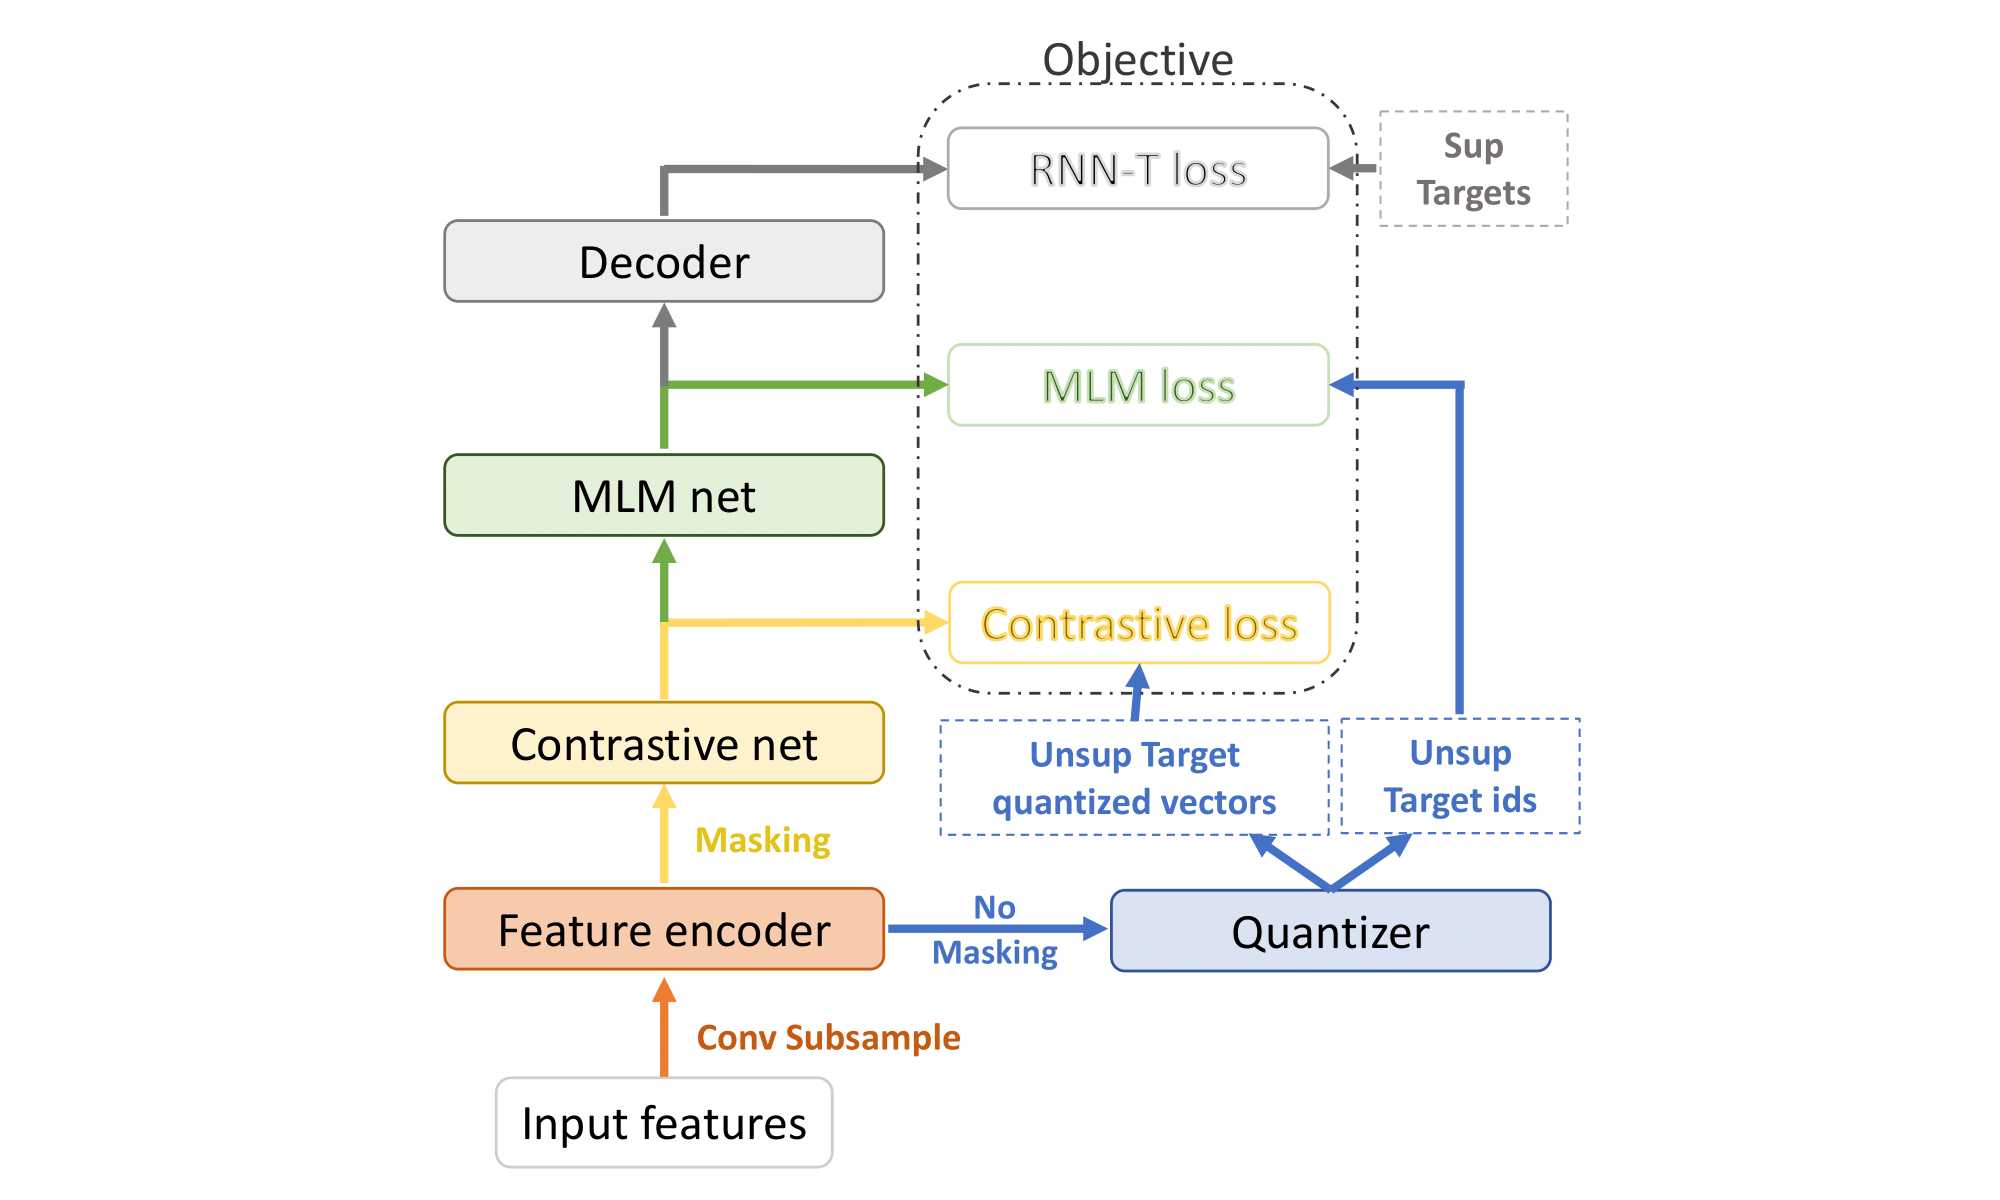 Objective
RNN-T loss
Sup
Targets
Decoder
MLM loss
MLM net
Contrastive loss
Contrastive net
Unsup Target
quantized vectors
Unsup
Target ids
Masking
Feature encoder
No
Masking
Quantizer
Conv Subsample
Input features